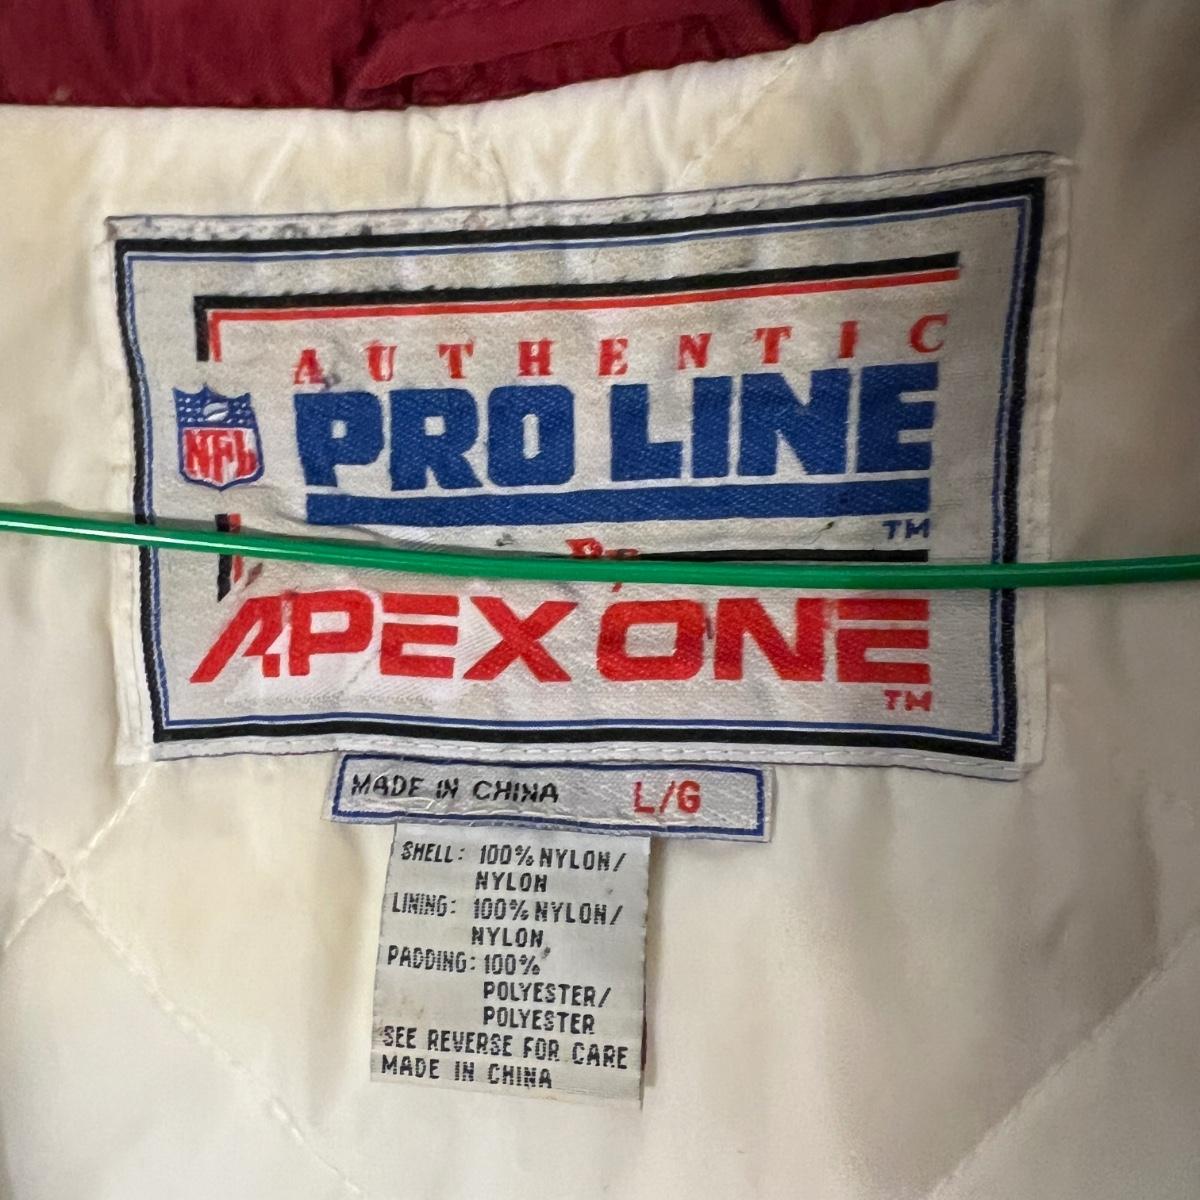 AUTHENTIC
PRO LINE
NFL
TM
By
APEX ONE
TM
MADE IN CHINA L/G
SHELL: 100% NYLON/
NYLON
LINING: 100% NYLON/
NYLON
PADDING: 100%
POLYESTER/
POLYESTER
SEE REVERSE FOR CARE
MADE IN CHINA